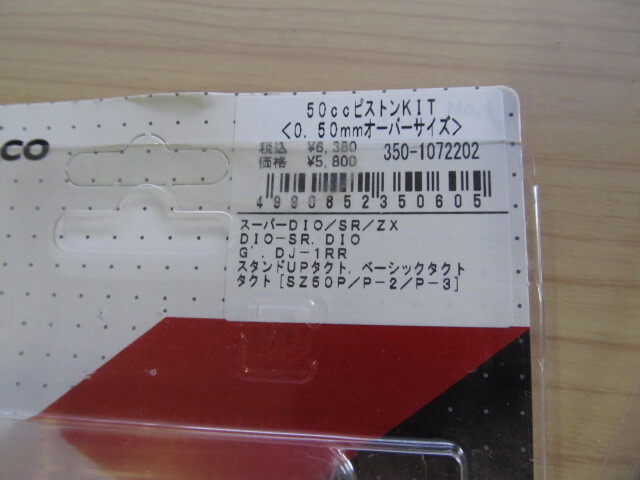 co
50ccピストンKIT
<0.50mmオーバーサイズ>
税込 ¥6,380
価格 ¥5,800 350-1072202
4990852350605
スーパーDIO/SR/ZX
DIO-SR.DIO
G'.DJ-1RR
スタンドUPタクト.ベーシックタクト
タクト[SZ50P/P-2/P-3]